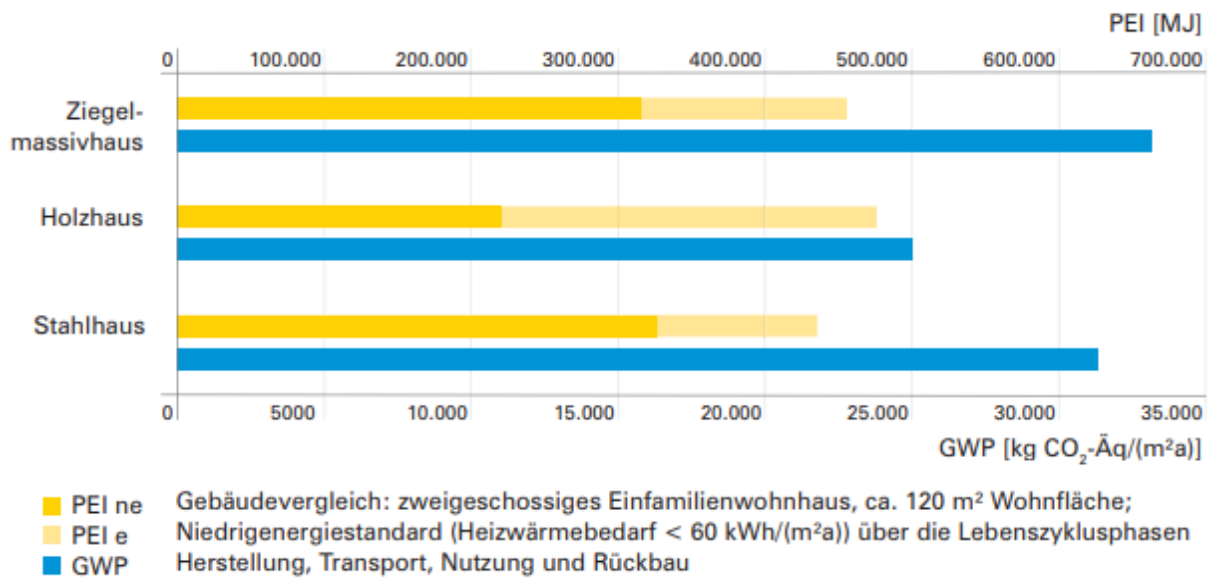 PEI [MJ]
0 100.000 200.000 300.000 400.000 500.000 600.000 700.000
Ziegel-
massivhaus
Holzhaus
Stahlhaus
0 5000 10.000 15.000 20.000 25.000 30.000 35.000
GWP [kg CO₂-Äq/(m²a)]
PEI ne
PEI e
GWP
Gebäudevergleich: zweigeschossiges Einfamilienwohnhaus, ca. 120 m² Wohnfläche;
Niedrigenergiestandard (Heizwärmebedarf < 60 kWh/(m²a)) über die Lebenszyklusphasen
Herstellung, Transport, Nutzung und Rückbau